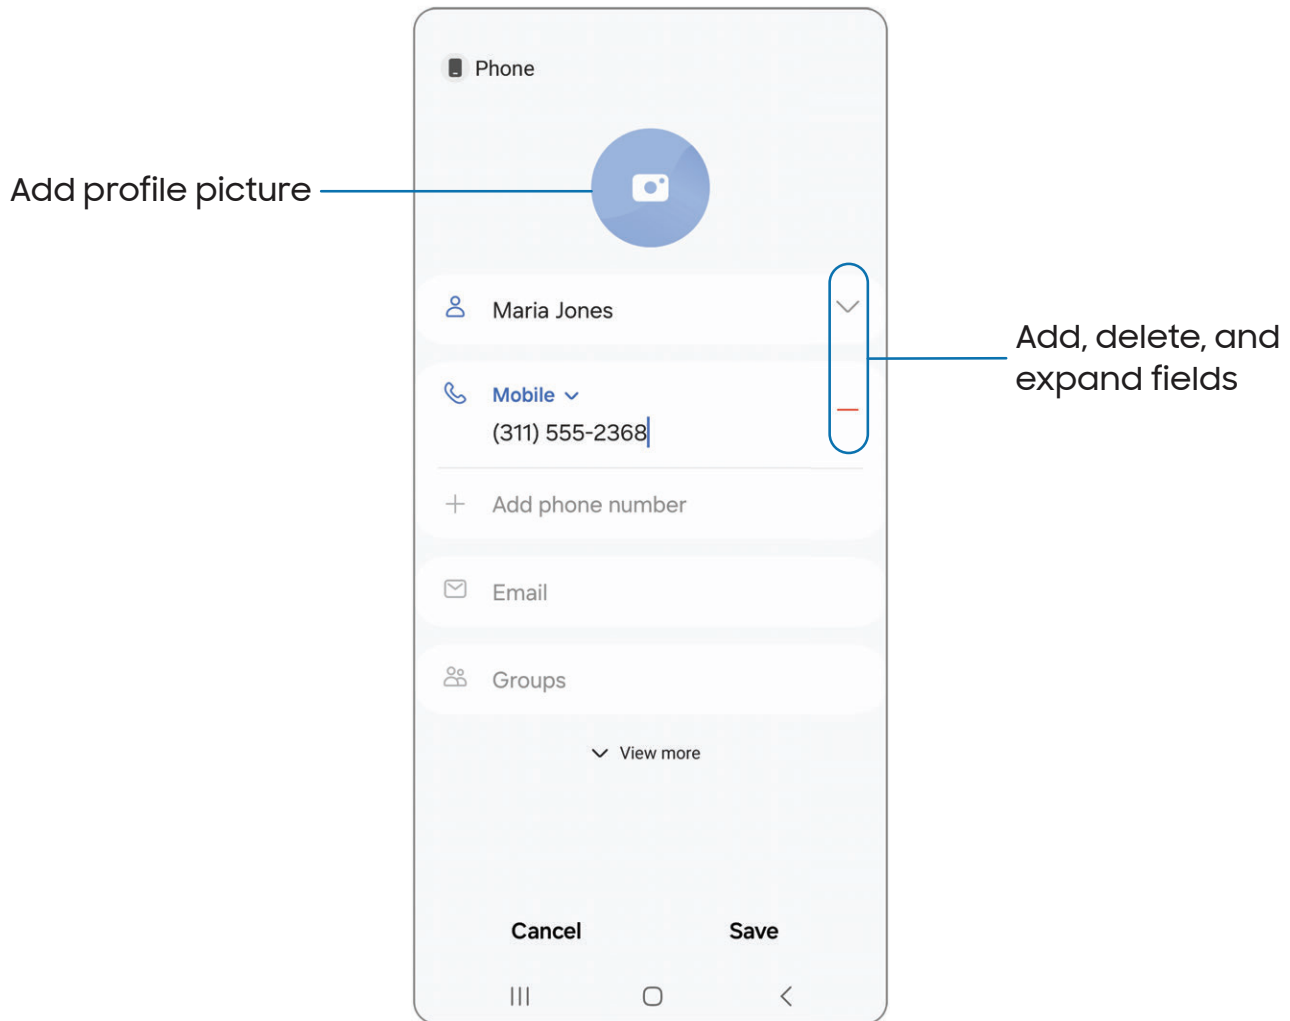 Phone
Add profile picture
Maria Jones
Add, delete, and
expand fields
Mobile
(311) 555-2368
Add phone number
Email
Groups
View more
Cancel
Save